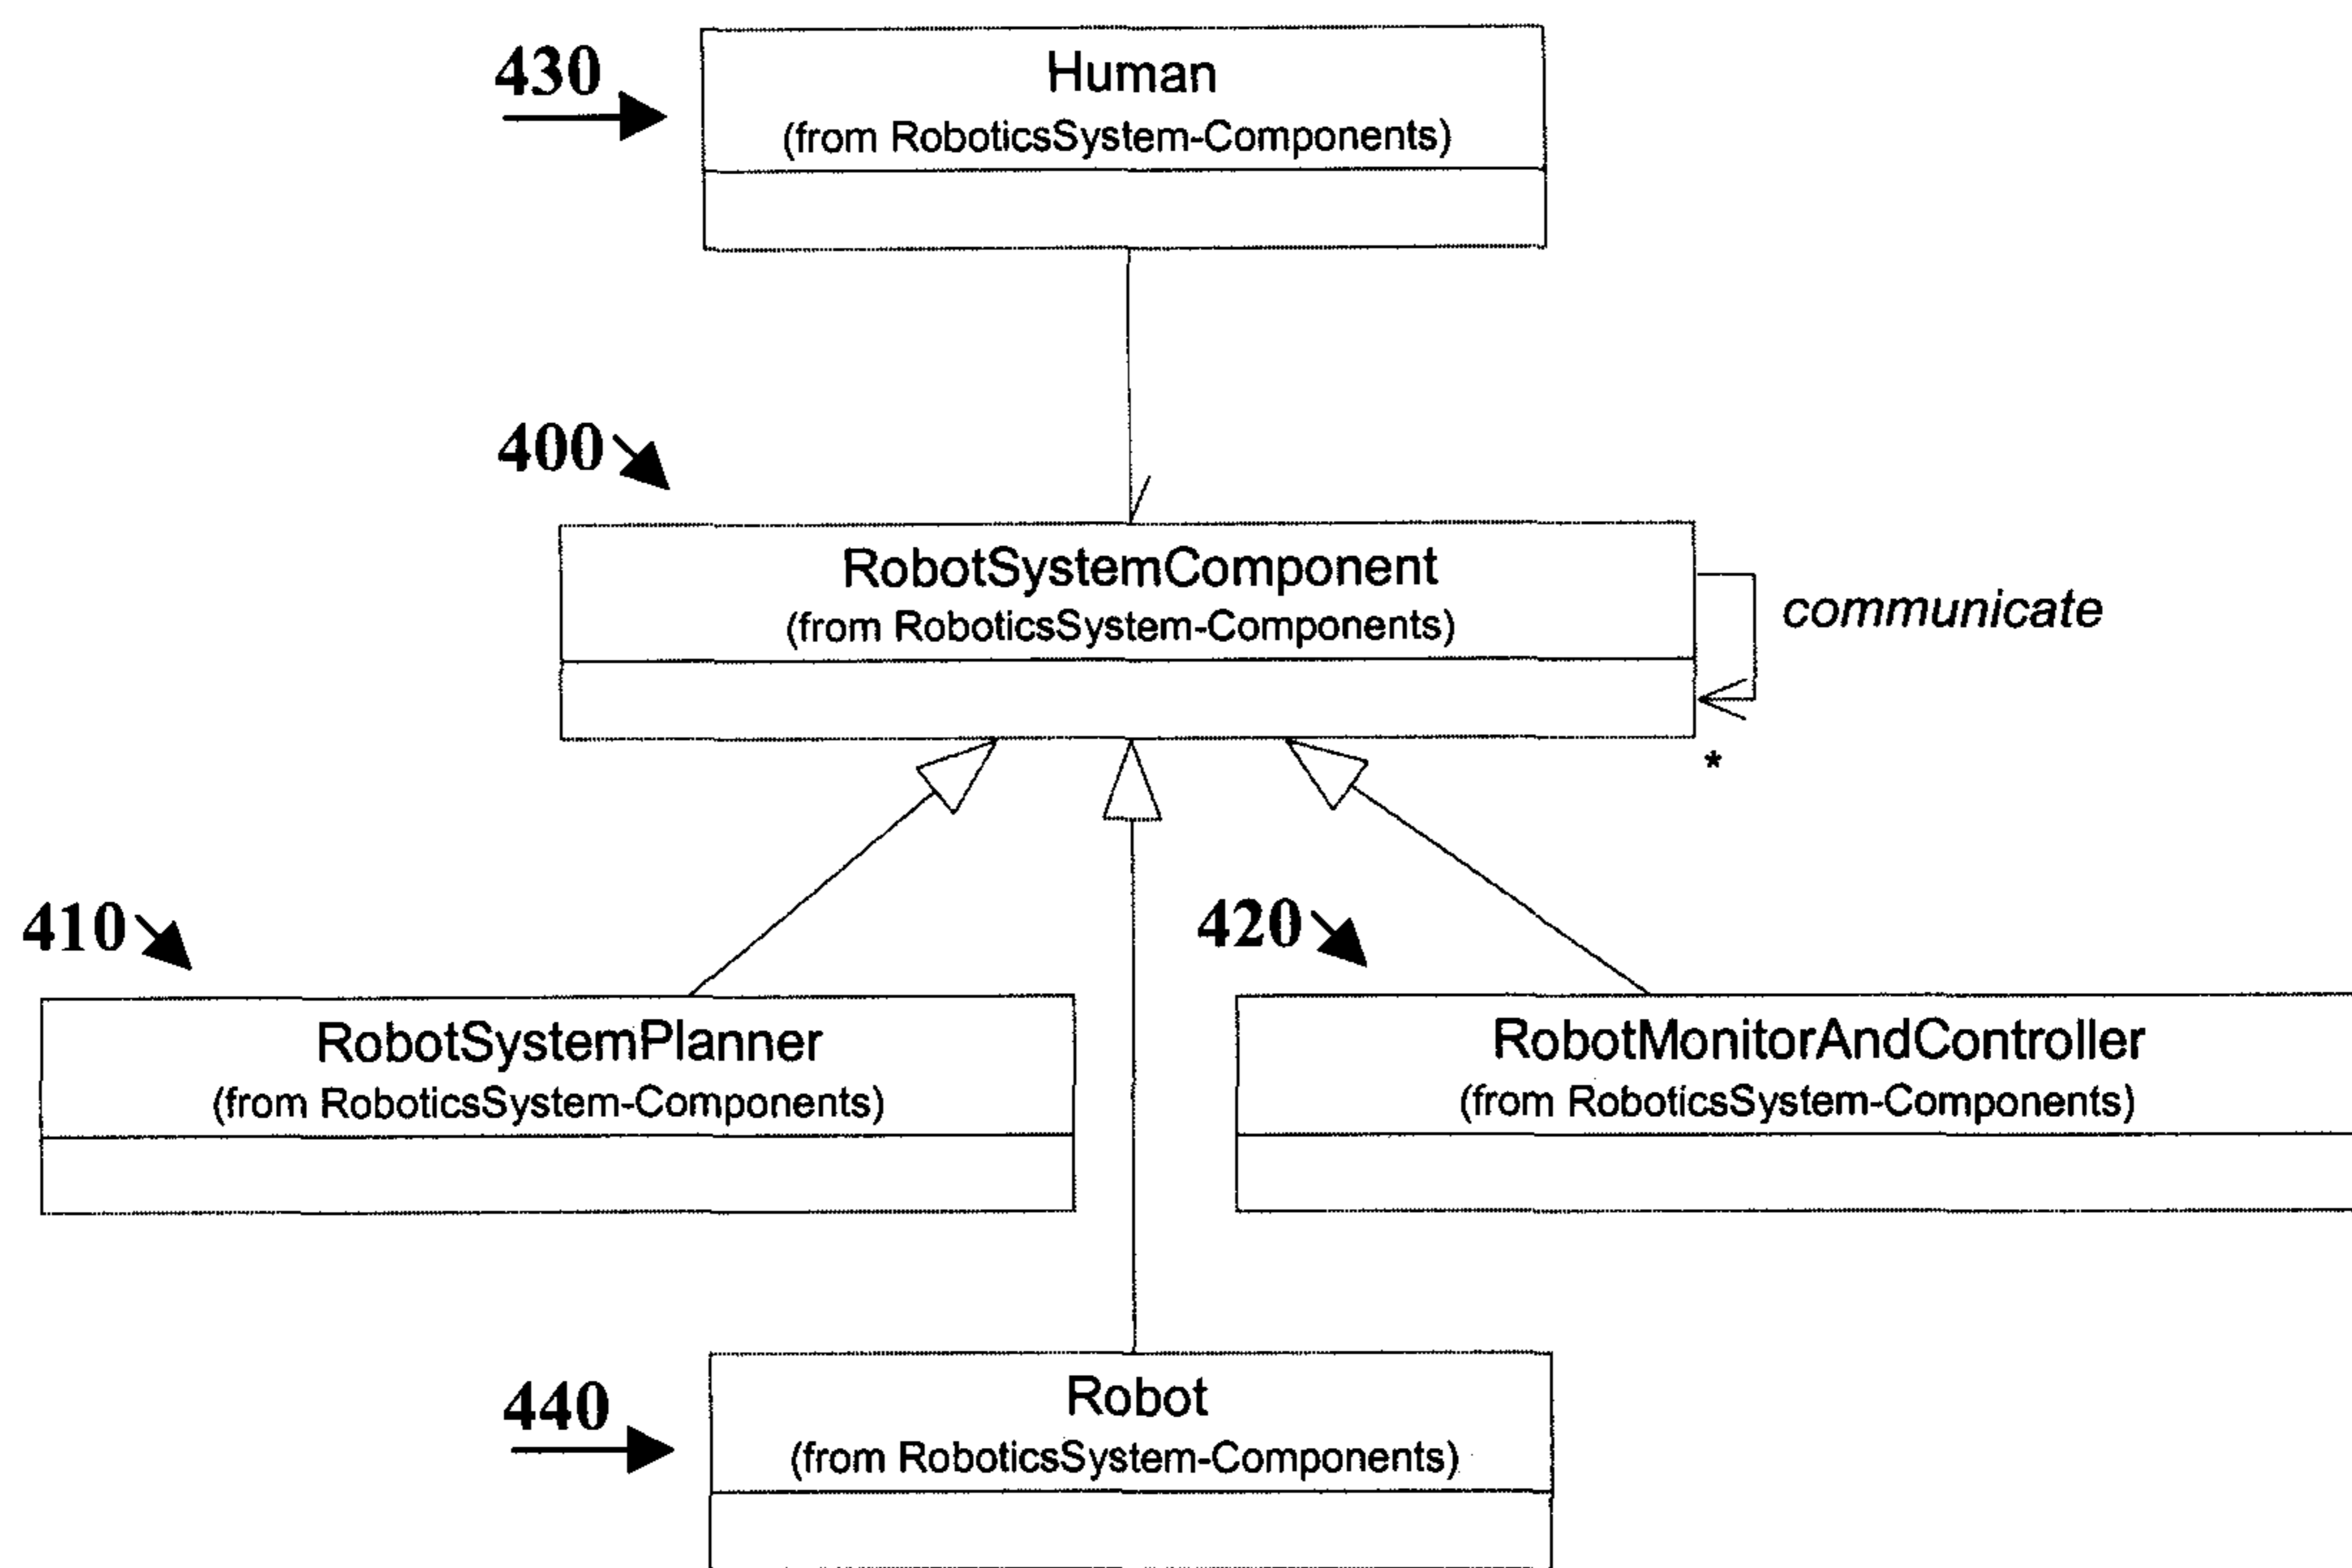 430
Human
(from RoboticsSystem-Components)
400
RobotSystemComponent
(from RoboticsSystem-Components)
communicate
*
410
RobotSystemPlanner
(from RoboticsSystem-Components)
420
RobotMonitorAndController
(from RoboticsSystem-Components)
440
Robot
(from RoboticsSystem-Components)